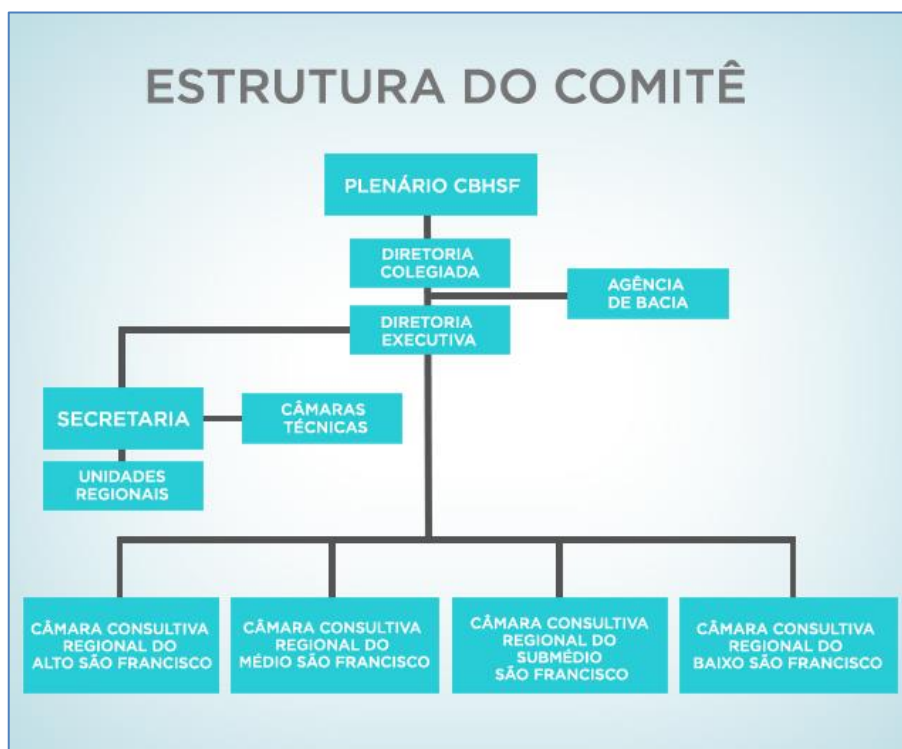 ESTRUTURA DO COMITÊ
PLENÁRIO CBHSF
DIRETORIA
COLEGIADA
AGÊNCIA
DE BACIA
DIRETORIA
EXECUTIVA
SECRETARIA
CÂMARAS
TÉCNICAS
UNIDADES
REGIONAIS
CÂMARA CONSULTIVA
REGIONAL DO
ALTO SÃO FRANCISCO
CÂMARA CONSULTIVA
REGIONAL DO
MÉDIO SÃO FRANCISCO
CÂMARA CONSULTIVA
REGIONAL DO
SUBMÉDIO
SÃO FRANCISCO
CÂMARA CONSULTIVA
REGIONAL DO
BAIXO SÃO FRANCISCO